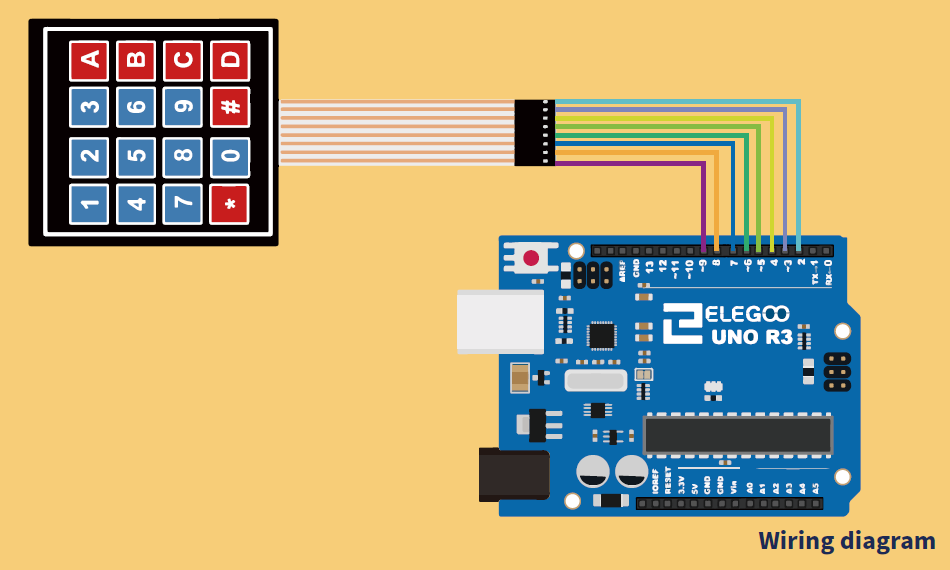 A B C D
3 6 9 #
2 5 8 0
1 4 7 *
AREF
GND
13
12
~11
~10
~9
8
7
~6
~5
4
~3
2
TX→1
RX←0
ELEGOO
UNO R3
IOREF
RESET
3.3V
5V
GND
GND
Vin
A0
A1
A2
A3
A4
A5
Wiring diagram